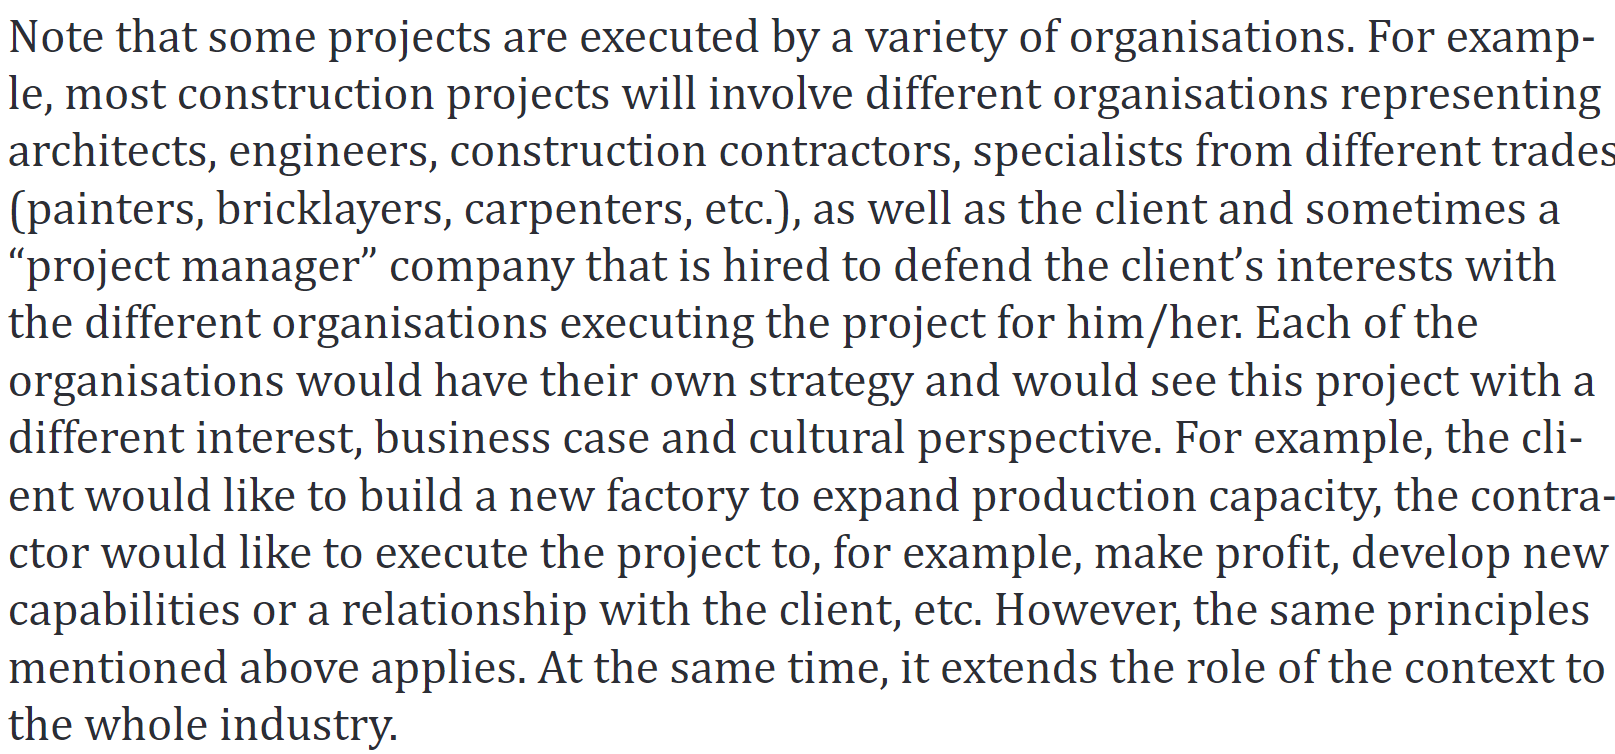 Note that some projects are executed by a variety of organisations. For examp-
le, most construction projects will involve different organisations representing
architects, engineers, construction contractors, specialists from different trades
(painters, bricklayers, carpenters, etc.), as well as the client and sometimes a
“project manager” company that is hired to defend the client’s interests with
the different organisations executing the project for him/her. Each of the
organisations would have their own strategy and would see this project with a
different interest, business case and cultural perspective. For example, the cli-
ent would like to build a new factory to expand production capacity, the contra-
ctor would like to execute the project to, for example, make profit, develop new
capabilities or a relationship with the client, etc. However, the same principles
mentioned above applies. At the same time, it extends the role of the context to
the whole industry.